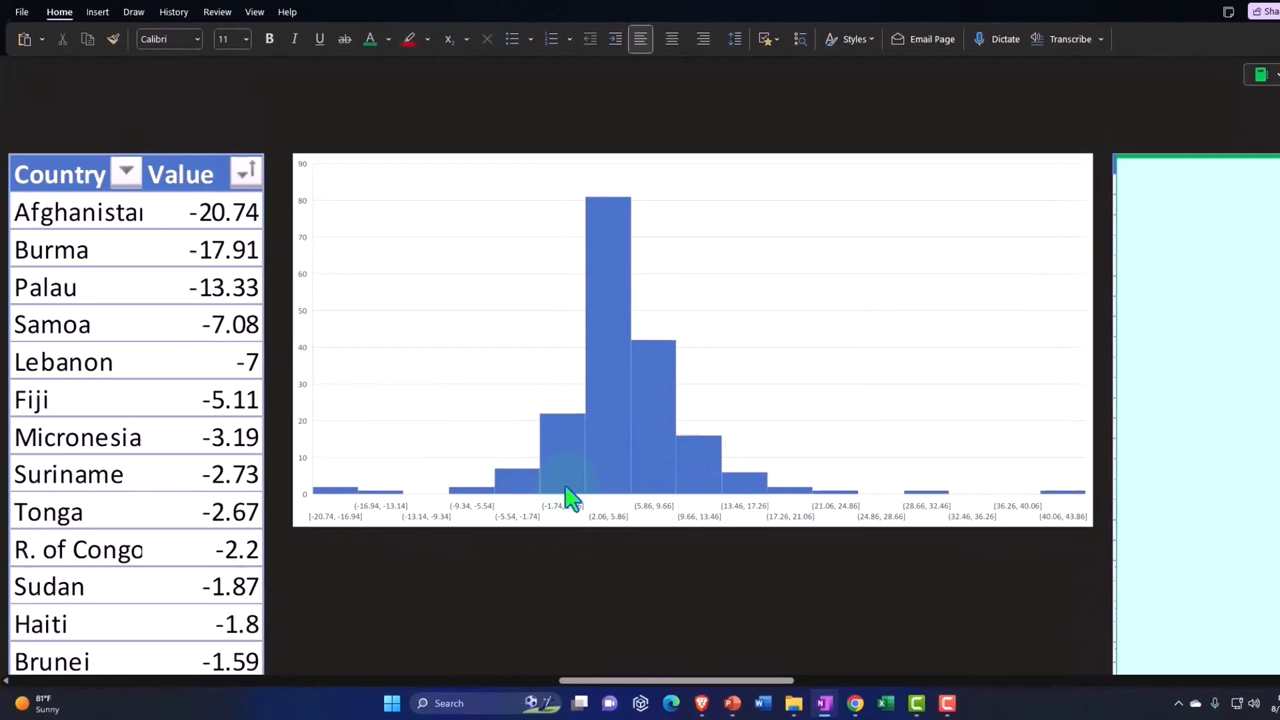 File Home Insert Draw History Review View Help
Calibri 11 B I U ab A Styles Email Page Dictate Transcribe
Country Value
Afghanistan -20.74
Burma -17.91
Palau -13.33
Samoa -7.08
Lebanon -7
Fiji -5.11
Micronesia -3.19
Suriname -2.73
Tonga -2.67
R. of Congo -2.2
Sudan -1.87
Haiti -1.8
Brunei -1.59
90
80
70
60
50
40
30
20
10
0
(-16.94, -13.14] (-9.34, -5.54] (-1.74, (5.86, 9.66] (13.46, 17.26] (21.06, 24.86] (28.66, 32.46] (36.26, 40.06]
[-20.74, -16.94] (-13.14, -9.34] (-5.54, -1.74] (2.06, 5.86] (9.66, 13.46] (17.26, 21.06] (24.86, 28.66] (32.46, 36.26] (40.06, 43.86]
81°F
Sunny
Search